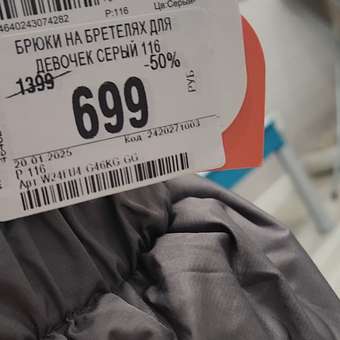 4640243074282
P:116
Цв:Серый
БРЮКИ НА БРЕТЕЛЯХ ДЛЯ
ДЕВОЧЕК СЕРЫЙ 116
1399 -50%
699 РУБ
Код 2420271003
20.01.2025
Р 116
Арт W24FU4 G46KG GG